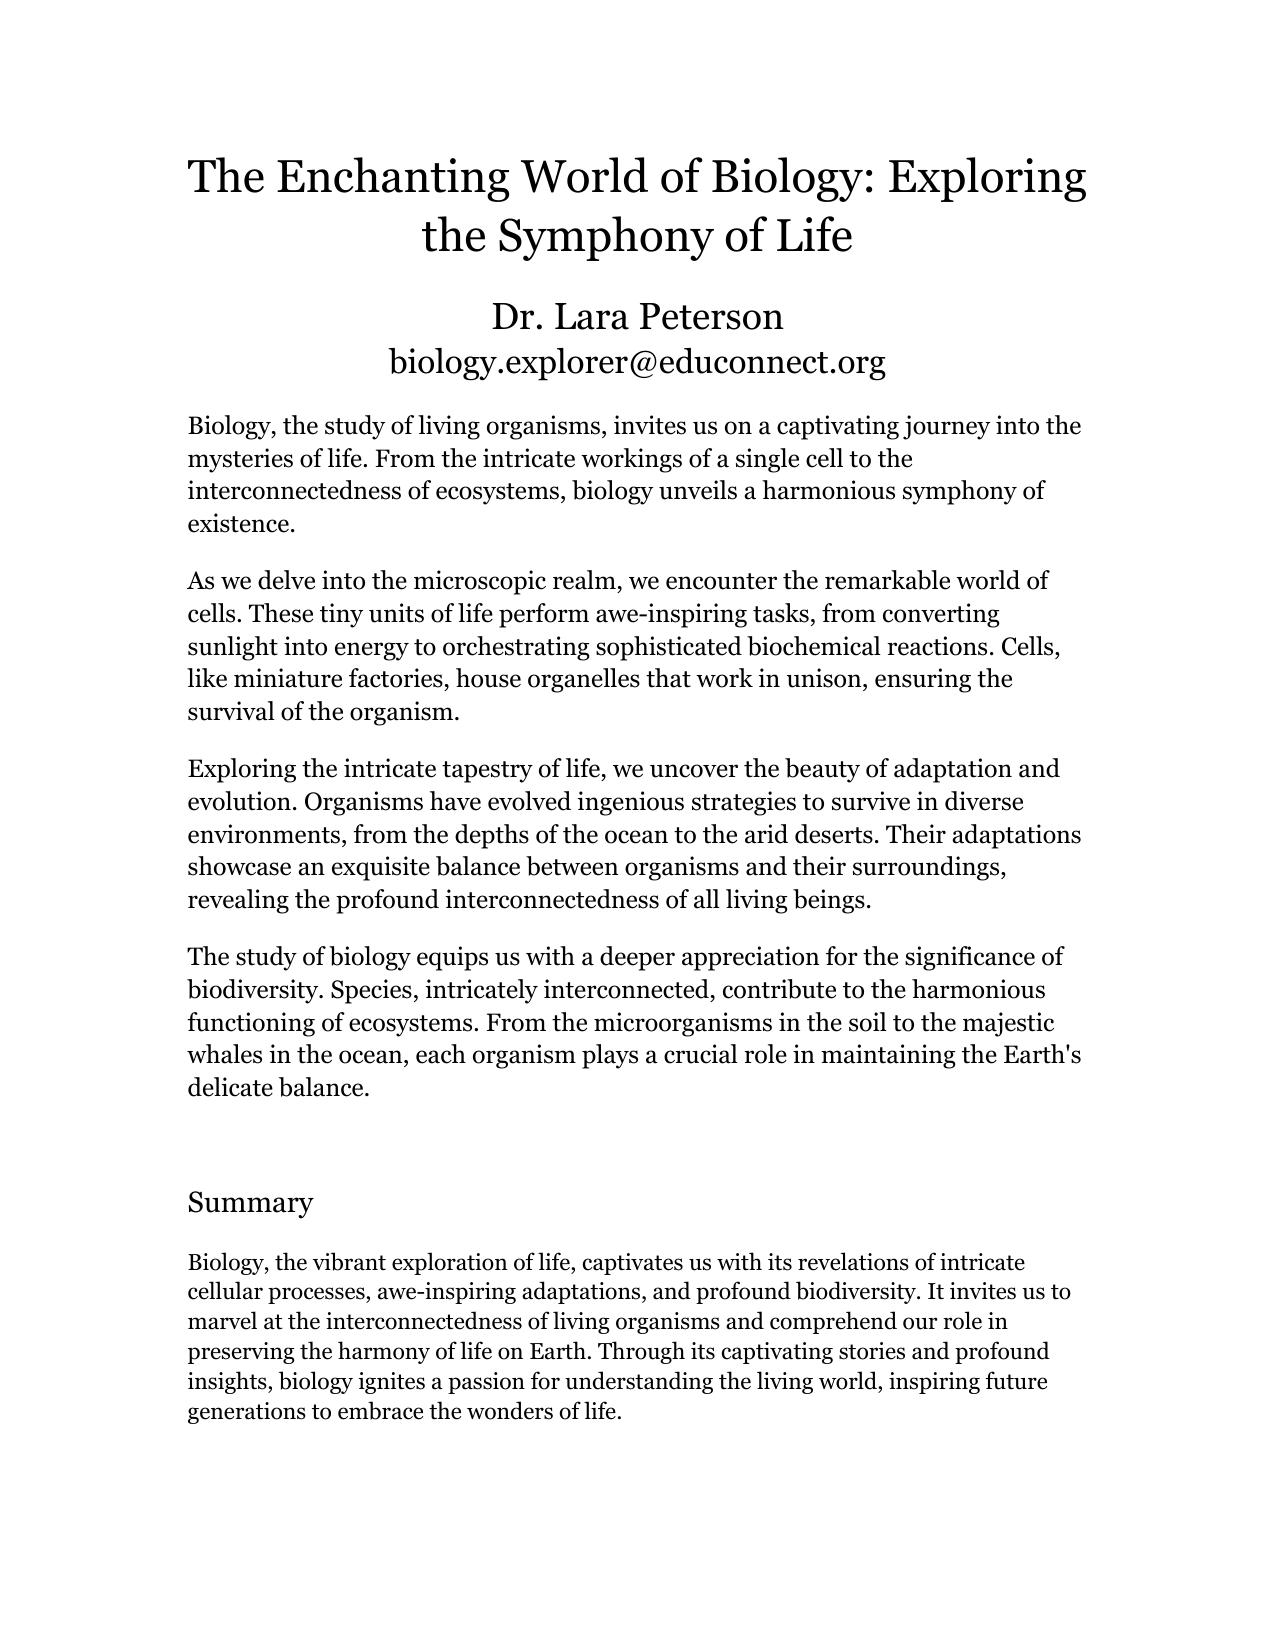 The Enchanting World of Biology: Exploring
the Symphony of Life
Dr. Lara Peterson
biology.explorer@educonnect.org
Biology, the study of living organisms, invites us on a captivating journey into the
mysteries of life. From the intricate workings of a single cell to the
interconnectedness of ecosystems, biology unveils a harmonious symphony of
existence.
As we delve into the microscopic realm, we encounter the remarkable world of
cells. These tiny units of life perform awe-inspiring tasks, from converting
sunlight into energy to orchestrating sophisticated biochemical reactions. Cells,
like miniature factories, house organelles that work in unison, ensuring the
survival of the organism.
Exploring the intricate tapestry of life, we uncover the beauty of adaptation and
evolution. Organisms have evolved ingenious strategies to survive in diverse
environments, from the depths of the ocean to the arid deserts. Their adaptations
showcase an exquisite balance between organisms and their surroundings,
revealing the profound interconnectedness of all living beings.
The study of biology equips us with a deeper appreciation for the significance of
biodiversity. Species, intricately interconnected, contribute to the harmonious
functioning of ecosystems. From the microorganisms in the soil to the majestic
whales in the ocean, each organism plays a crucial role in maintaining the Earth's
delicate balance.
Summary
Biology, the vibrant exploration of life, captivates us with its revelations of intricate
cellular processes, awe-inspiring adaptations, and profound biodiversity. It invites us to
marvel at the interconnectedness of living organisms and comprehend our role in
preserving the harmony of life on Earth. Through its captivating stories and profound
insights, biology ignites a passion for understanding the living world, inspiring future
generations to embrace the wonders of life.